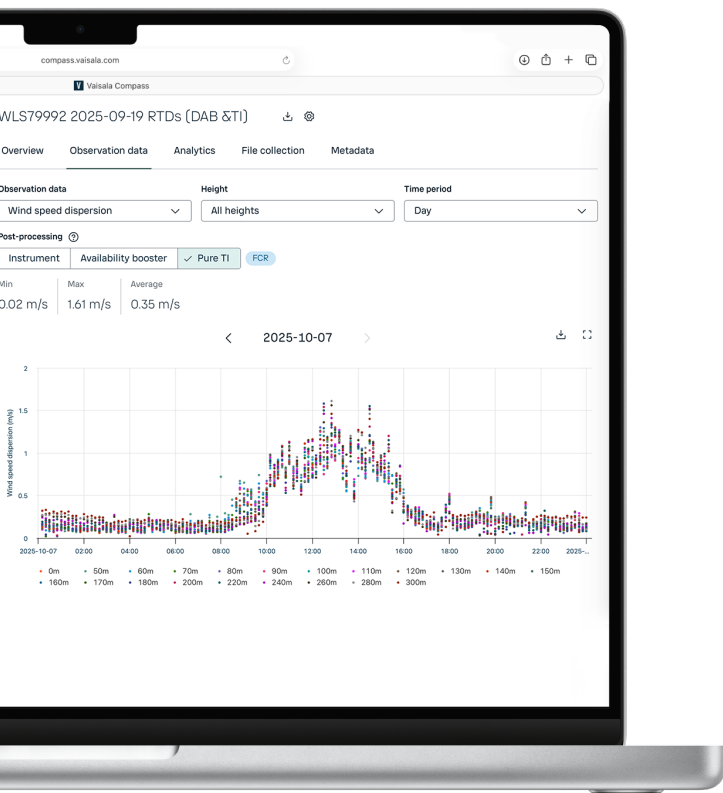 compass.vaisala.com
V Vaisala Compass
WLS79992 2025-09-19 RTDs (DAB &TI)
Overview Observation data Analytics File collection Metadata
Observation data Height Time period
Wind speed dispersion All heights Day
Post-processing ?
Instrument Availability booster Pure TI FCR
Min Max Average
0.02 m/s 1.61 m/s 0.35 m/s
2025-10-07
Wind speed dispersion (m/s)
2
1.5
1
0.5
0
2025-10-07 02:00 04:00 06:00 08:00 10:00 12:00 14:00 16:00 18:00 20:00 22:00 2025-...
0m 50m 60m 70m 80m 90m 100m 110m 120m 130m 140m 150m
160m 170m 180m 200m 220m 240m 260m 280m 300m